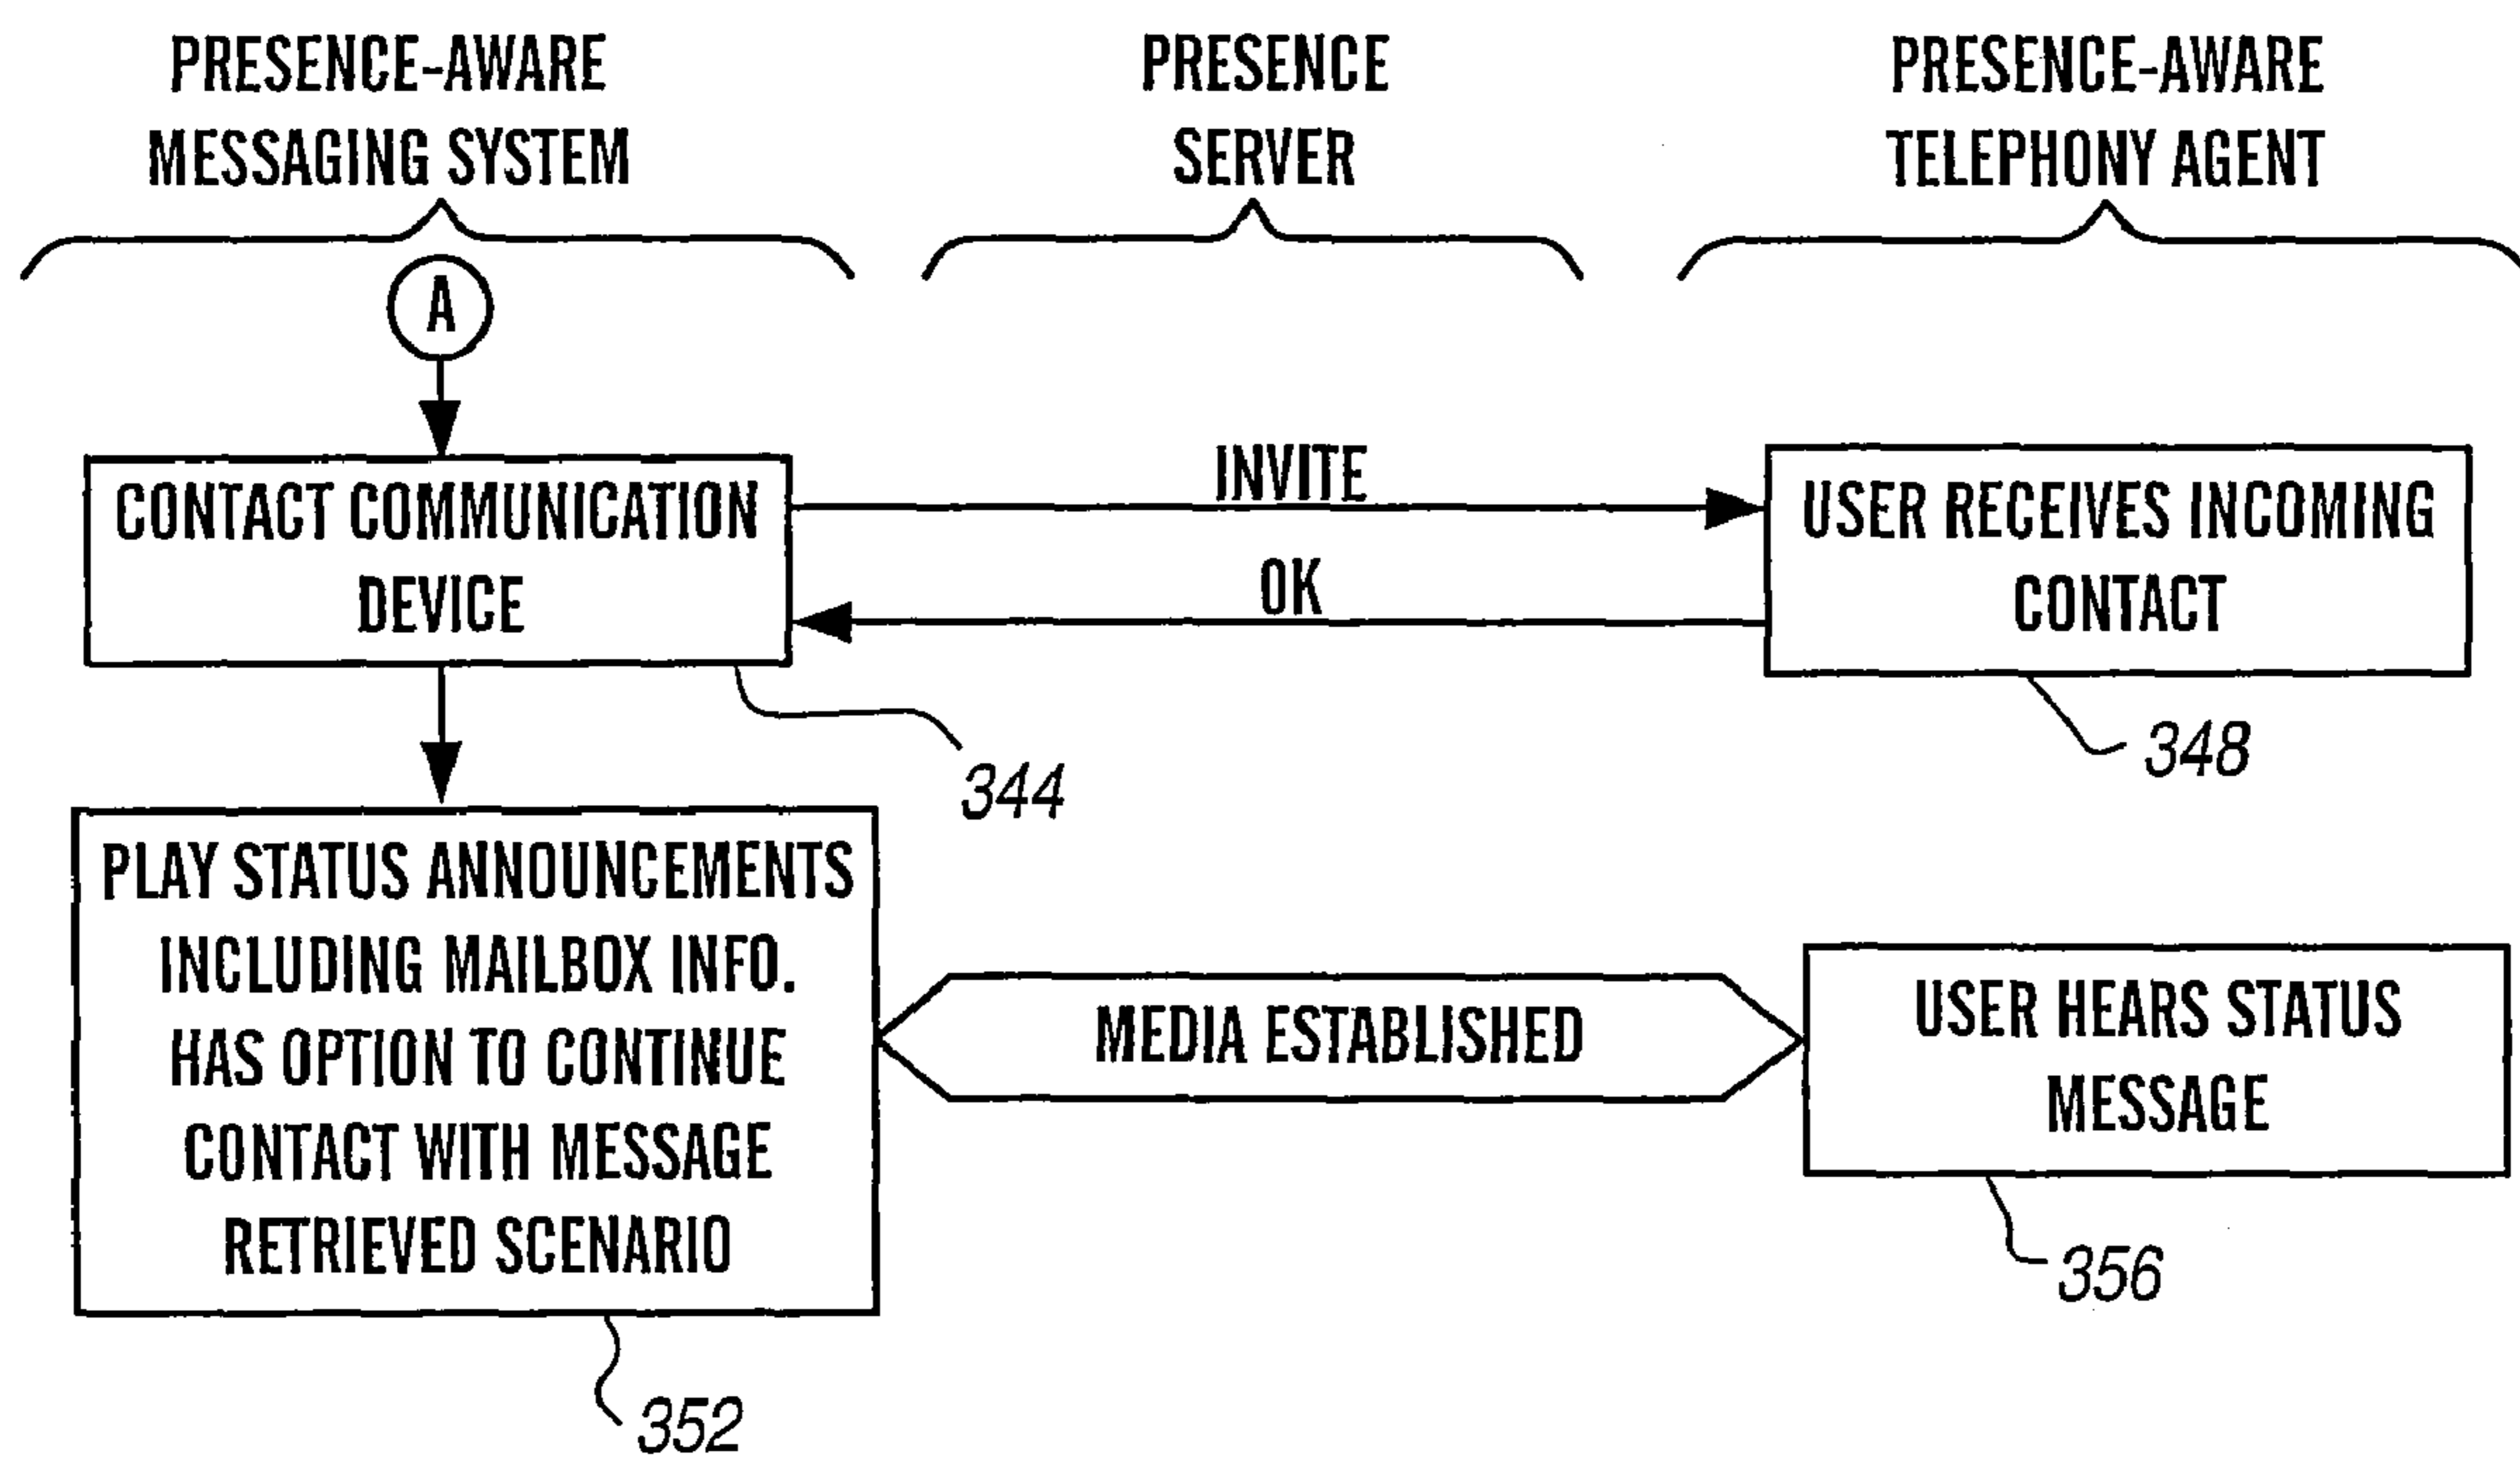 PRESENCE-AWARE
MESSAGING SYSTEM
PRESENCE
SERVER
PRESENCE-AWARE
TELEPHONY AGENT
A
CONTACT COMMUNICATION
DEVICE
INVITE
OK
USER RECEIVES INCOMING
CONTACT
344
348
PLAY STATUS ANNOUNCEMENTS
INCLUDING MAILBOX INFO.
HAS OPTION TO CONTINUE
CONTACT WITH MESSAGE
RETRIEVED SCENARIO
MEDIA ESTABLISHED
USER HEARS STATUS
MESSAGE
356
352